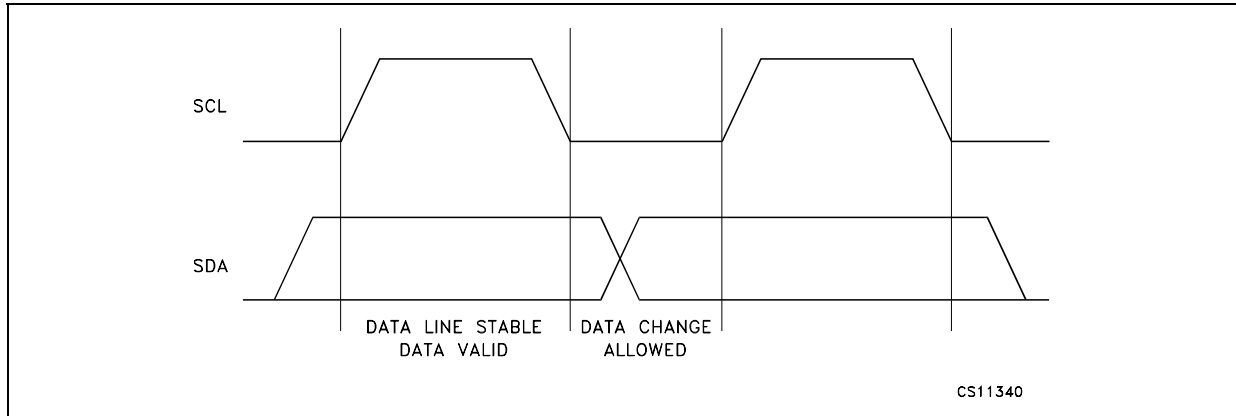 SCL
SDA
DATA LINE STABLE
DATA VALID
DATA CHANGE
ALLOWED
CS11340